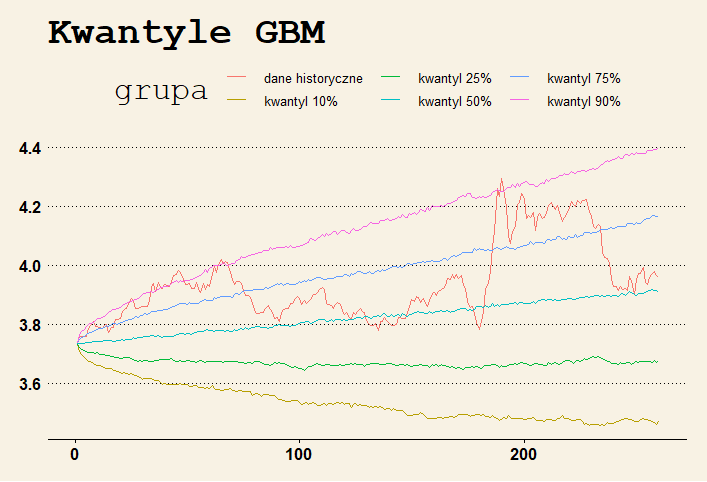 Kwantyle GBM
grupa
dane historyczne kwantyl 25% kwantyl 75%
kwantyl 10% kwantyl 50% kwantyl 90%
4.4
4.2
4.0
3.8
3.6
0 100 200